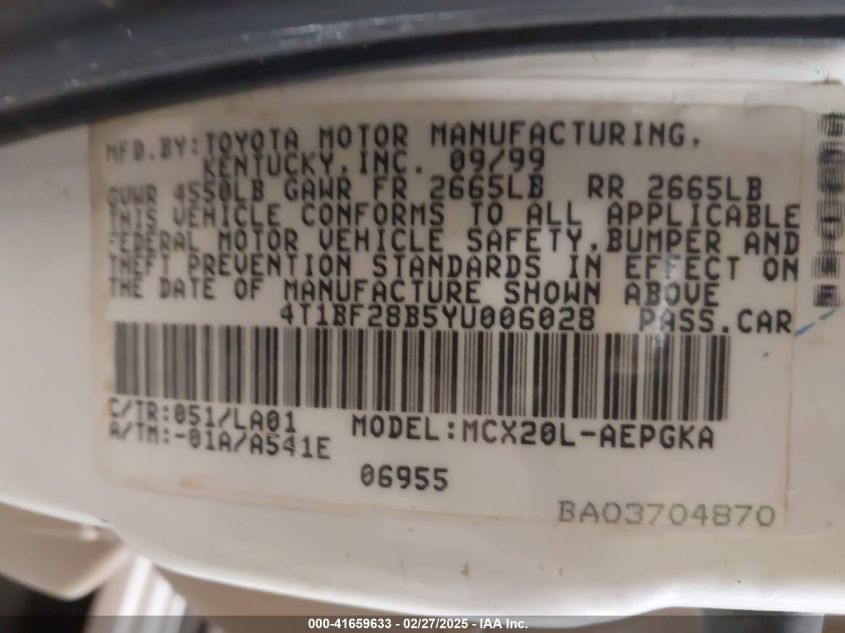 MFD.BY:TOYOTA MOTOR MANUFACTURING,
KENTUCKY,INC. 09/99
GVWR 4550LB GAWR FR 2665LB RR 2665LB
THIS VEHICLE CONFORMS TO ALL APPLICABLE
FEDERAL MOTOR VEHICLE SAFETY,BUMPER AND
THEFT PREVENTION STANDARDS IN EFFECT ON
THE DATE OF MANUFACTURE SHOWN ABOVE
4T1BF28B5YU006028 PASS.CAR
C/TR:051/LA01
A/TM:-01A/A541E
MODEL:MCX20L-AEPGKA
06955
BA03704870
000-41659633 / 02/27/2025 - IAA Inc.